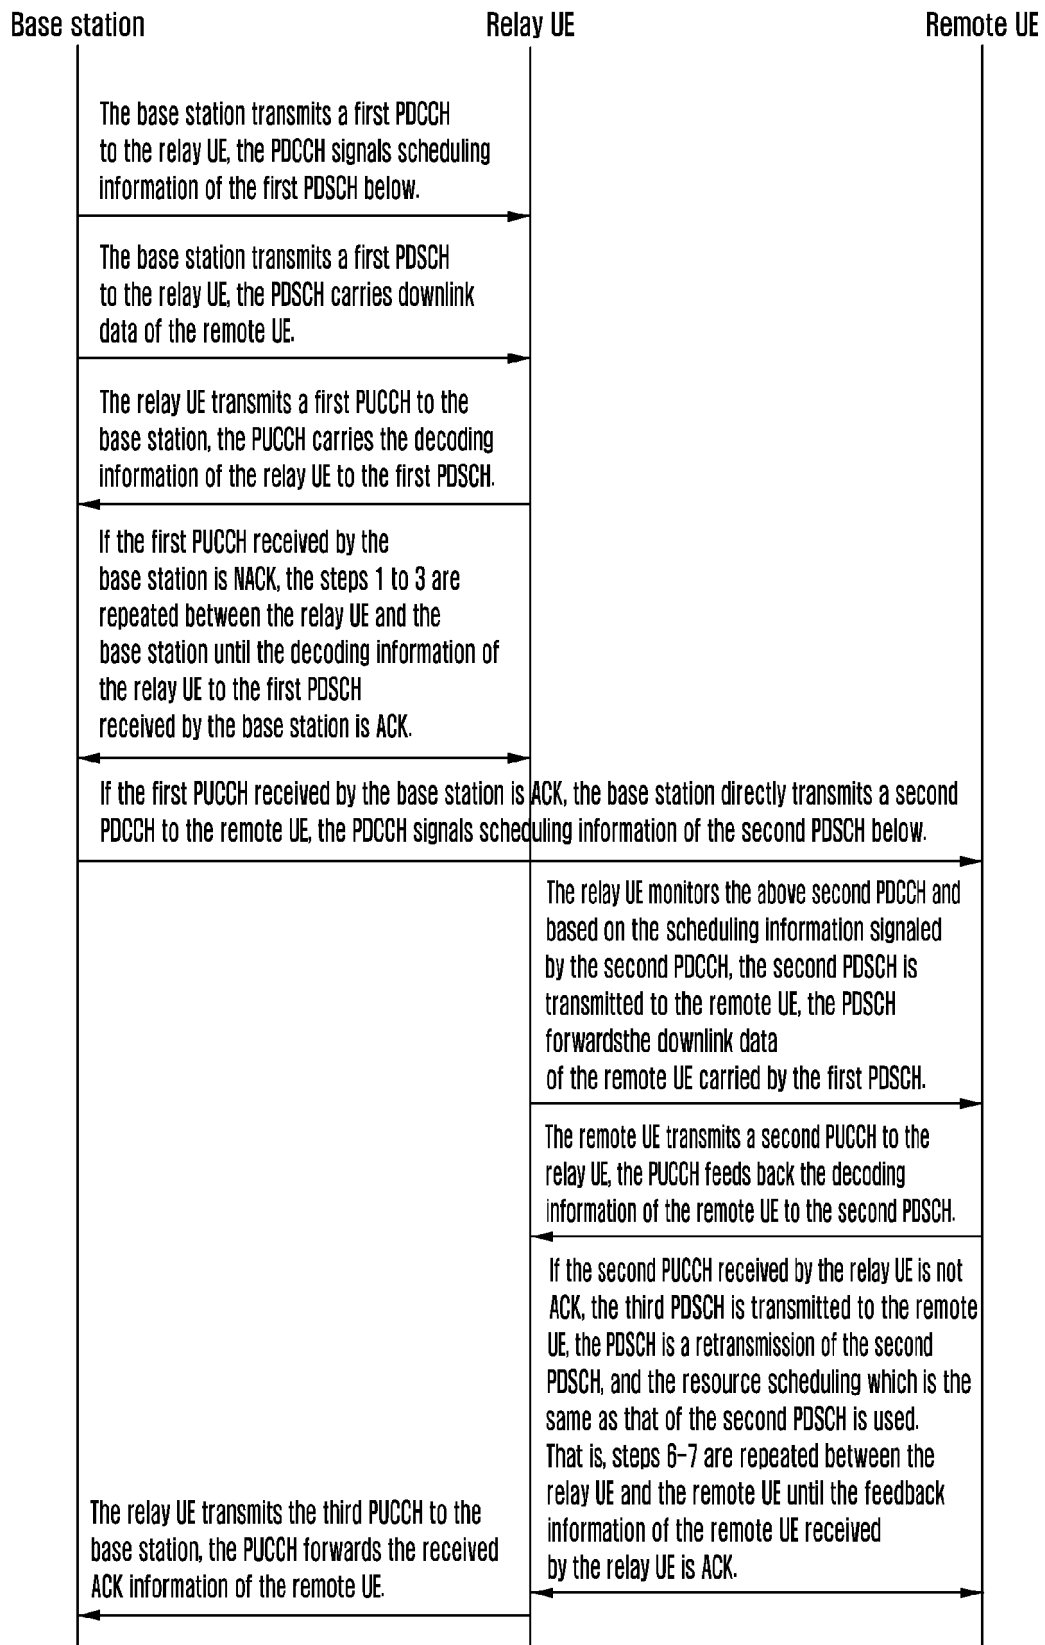 Base station
Relay UE
Remote UE
The base station transmits a first PDCCH
to the relay UE, the PDCCH signals scheduling
information of the first PDSCH below.
The base station transmits a first PDSCH
to the relay UE, the PDSCH carries downlink
data of the remote UE.
The relay UE transmits a first PUCCH to the
base station, the PUCCH carries the decoding
information of the relay UE to the first PDSCH.
If the first PUCCH received by the
base station is NACK, the steps 1 to 3 are
repeated between the relay UE and the
base station until the decoding information of
the relay UE to the first PDSCH
received by the base station is ACK.
If the first PUCCH received by the base station is ACK, the base station directly transmits a second
PDCCH to the remote UE, the PDCCH signals scheduling information of the second PDSCH below.
The relay UE monitors the above second PDCCH and
based on the scheduling information signaled
by the second PDCCH, the second PDSCH is
transmitted to the remote UE, the PDSCH
forwardsthe downlink data
of the remote UE carried by the first PDSCH.
The remote UE transmits a second PUCCH to the
relay UE, the PUCCH feeds back the decoding
information of the remote UE to the second PDSCH.
If the second PUCCH received by the relay UE is not
ACK, the third PDSCH is transmitted to the remote
UE, the PDSCH is a retransmission of the second
PDSCH, and the resource scheduling which is the
same as that of the second PDSCH is used.
That is, steps 6-7 are repeated between the
relay UE and the remote UE until the feedback
information of the remote UE received
by the relay UE is ACK.
The relay UE transmits the third PUCCH to the
base station, the PUCCH forwards the received
ACK information of the remote UE.